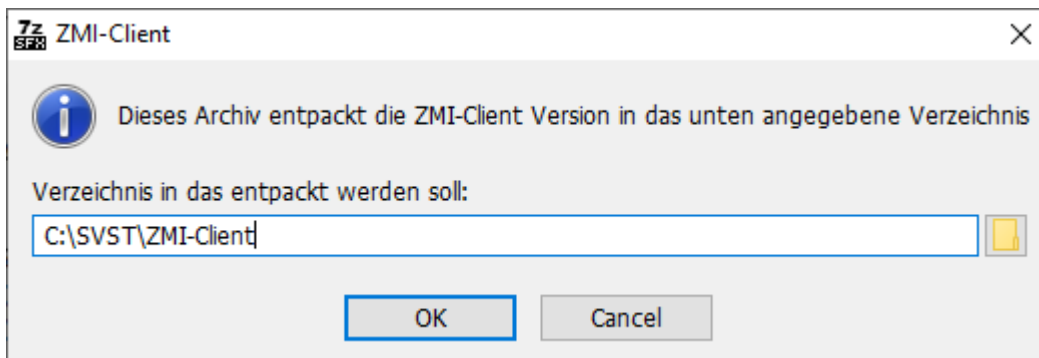 7z SFX ZMI-Client
Dieses Archiv entpackt die ZMI-Client Version in das unten angegebene Verzeichnis
Verzeichnis in das entpackt werden soll:
C:\SVST\ZMI-Client
OK Cancel